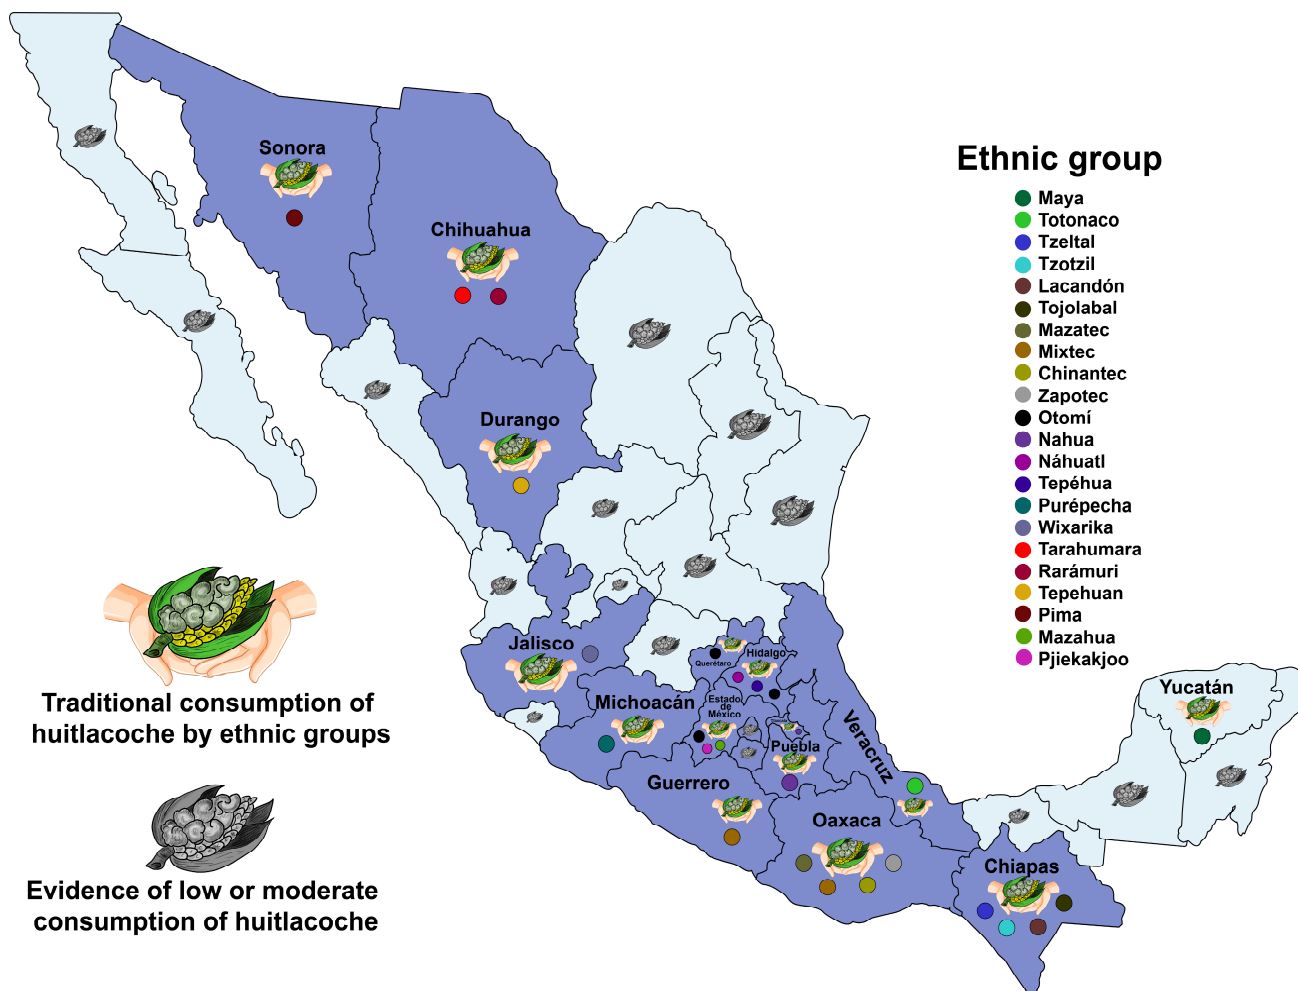 Sonora
Chihuahua
Durango
Jalisco
Michoacán
Querétaro
Hidalgo
Estado
de
México
Puebla
Veracruz
Guerrero
Oaxaca
Chiapas
Yucatán
Ethnic group
Maya
Totonaco
Tzeltal
Tzotzil
Lacandón
Tojolabal
Mazatec
Mixtec
Chinantec
Zapotec
Otomí
Nahua
Náhuatl
Tepéhua
Purépecha
Wixarika
Tarahumara
Rarámuri
Tepehuan
Pima
Mazahua
Pjiekakjoo
Traditional consumption of
huitlacoche by ethnic groups
Evidence of low or moderate
consumption of huitlacoche